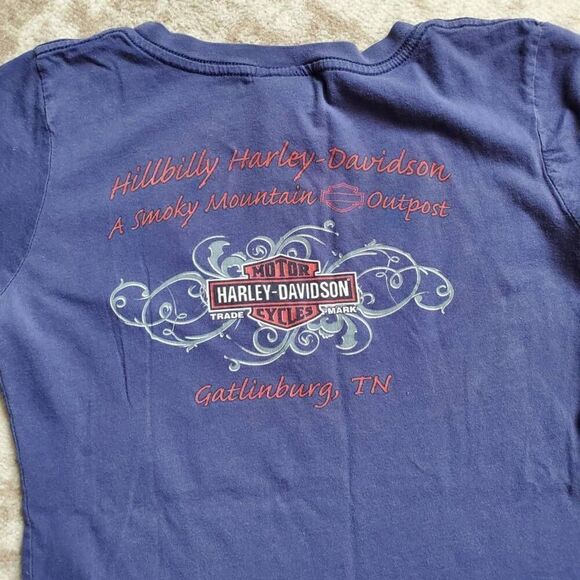 Hillbilly Harley-Davidson
A Smoky Mountain Outpost
MOTOR
HARLEY-DAVIDSON
TRADE MARK
CYCLES
Gatlinburg, TN